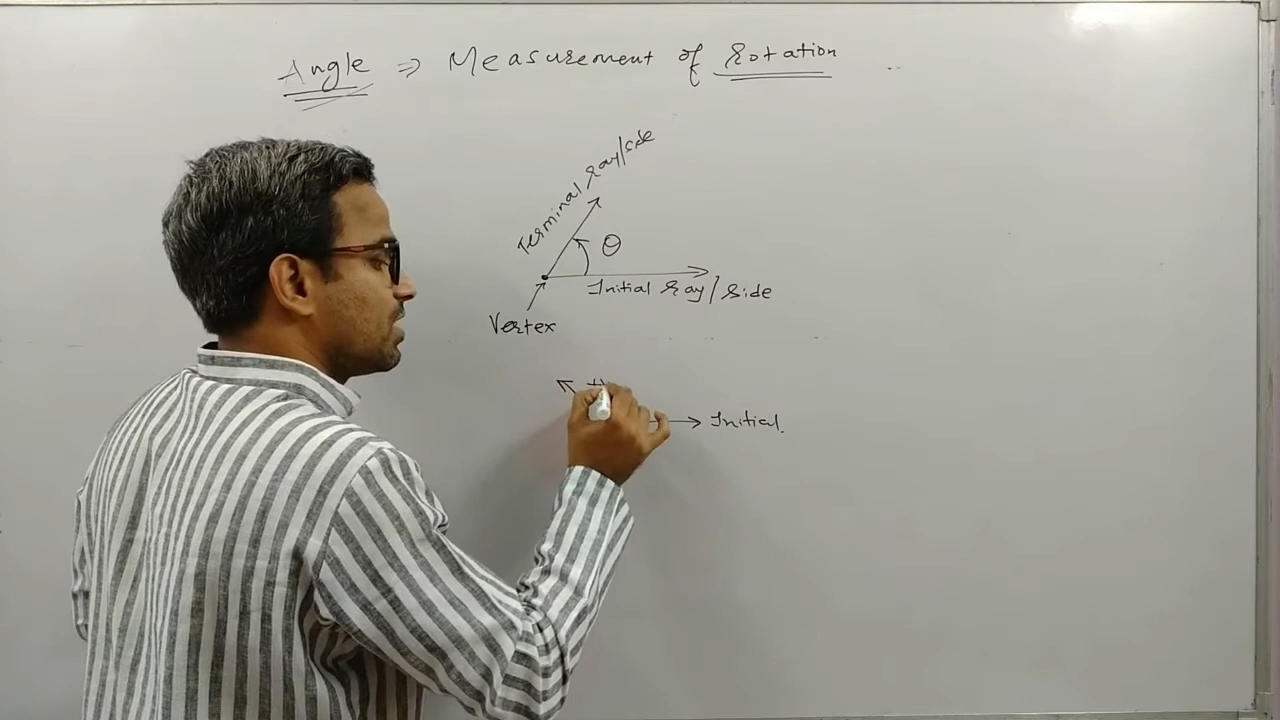 Angle ⇒ Measurement of Rotation
Terminal ray/side
θ
Initial ray/side
Vertex
Initial.